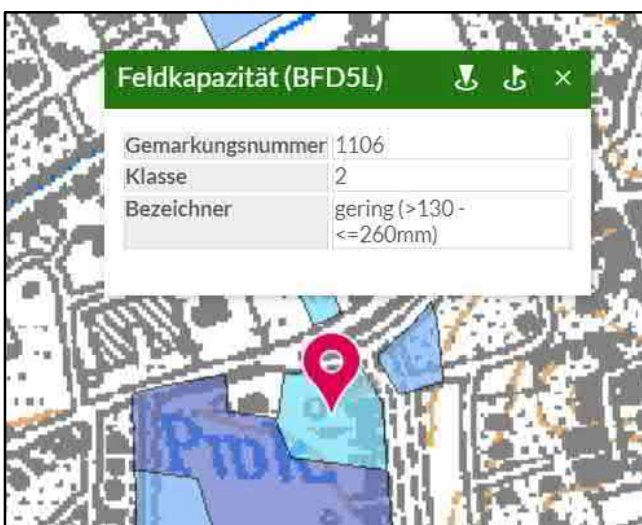 Feldkapazität (BFD5L)
Gemarkungsnummer 1106
Klasse 2
Bezeichner gering (>130 -
<=260mm)